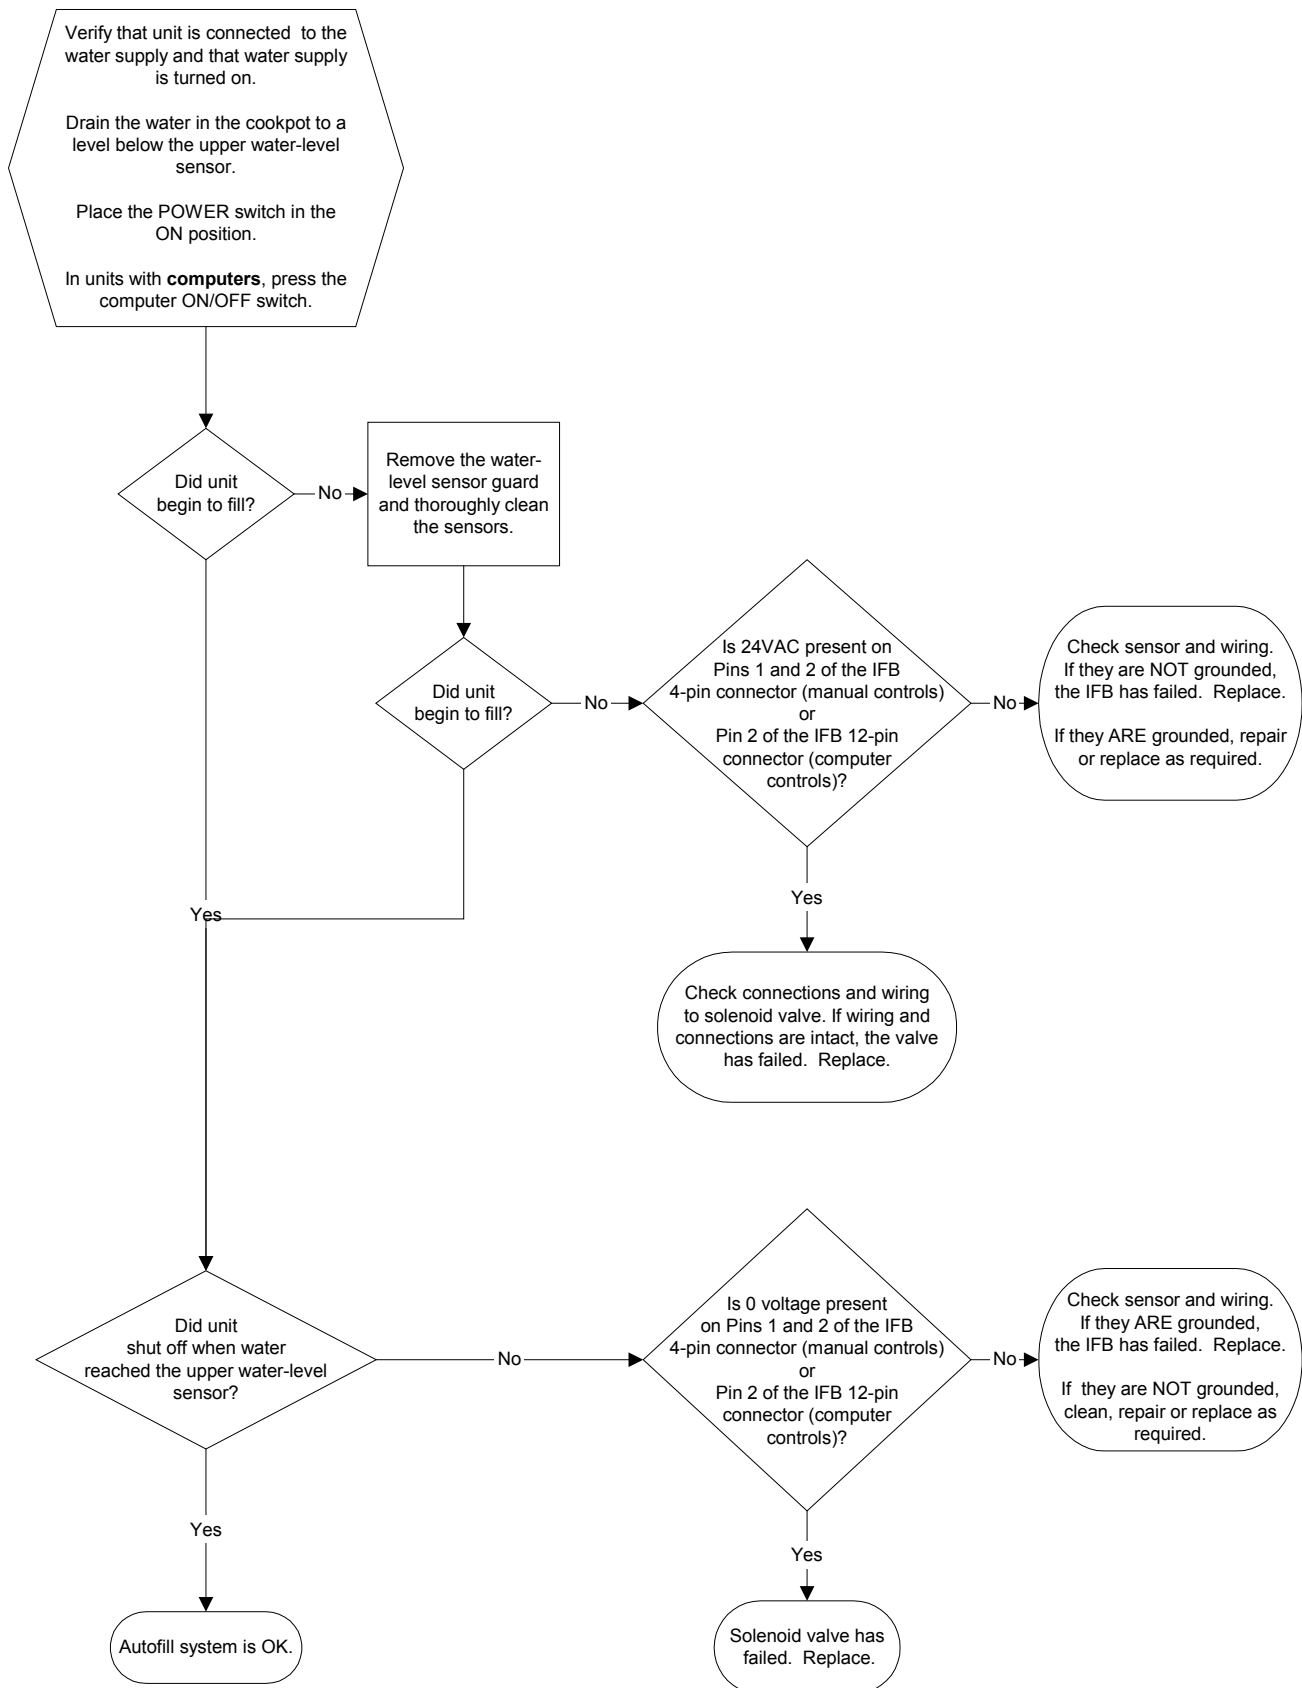 Verify that unit is connected to the
water supply and that water supply
is turned on.
Drain the water in the cookpot to a
level below the upper water-level
sensor.
Place the POWER switch in the
ON position.
In units with computers, press the
computer ON/OFF switch.
Did unit
begin to fill?
No
Remove the water-
level sensor guard
and thoroughly clean
the sensors.
Did unit
begin to fill?
No
Is 24VAC present on
Pins 1 and 2 of the IFB
4-pin connector (manual controls)
or
Pin 2 of the IFB 12-pin
connector (computer
controls)?
No
Check sensor and wiring.
If they are NOT grounded,
the IFB has failed. Replace.
If they ARE grounded, repair
or replace as required.
Yes
Yes
Check connections and wiring
to solenoid valve. If wiring and
connections are intact, the valve
has failed. Replace.
Did unit
shut off when water
reached the upper water-level
sensor?
No
Is 0 voltage present
on Pins 1 and 2 of the IFB
4-pin connector (manual controls)
or
Pin 2 of the IFB 12-pin
connector (computer
controls)?
No
Check sensor and wiring.
If they ARE grounded,
the IFB has failed. Replace.
If they are NOT grounded,
clean, repair or replace as
required.
Yes
Yes
Autofill system is OK.
Solenoid valve has
failed. Replace.